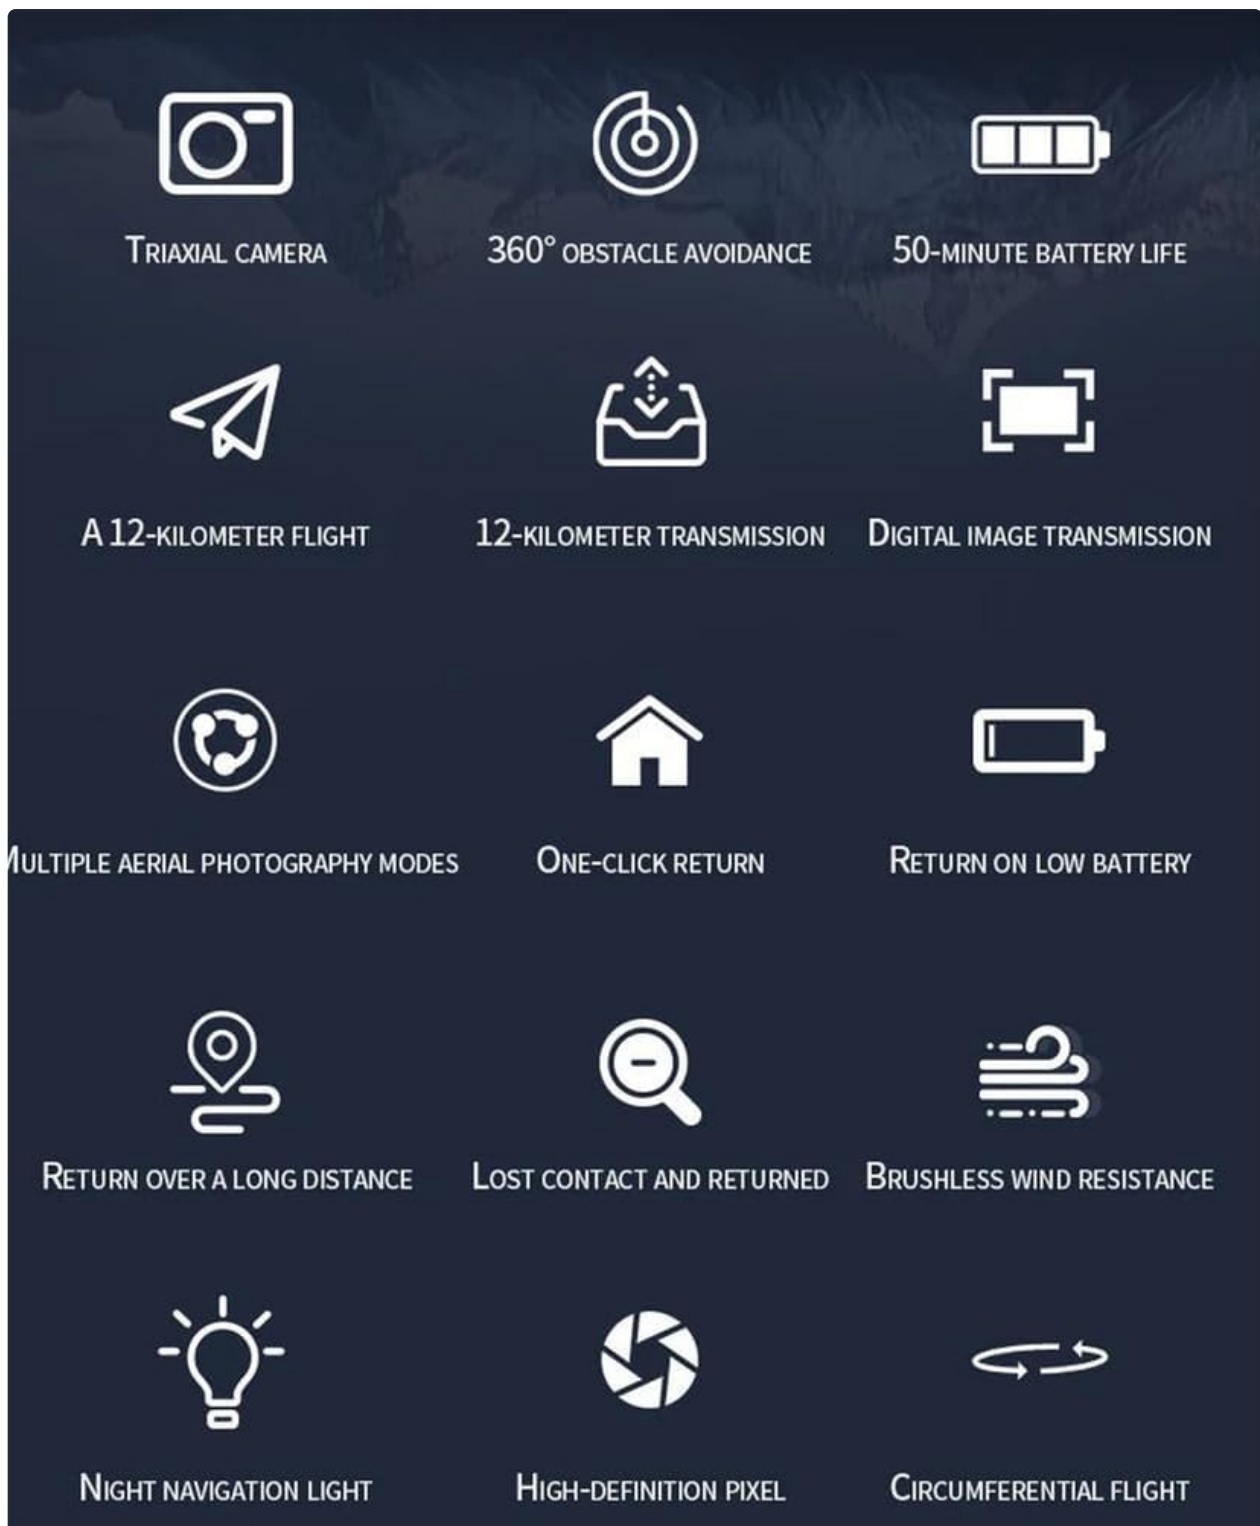 Triaxial camera
360° obstacle avoidance
50-minute battery life
A 12-kilometer flight
12-kilometer transmission
Digital image transmission
Multiple aerial photography modes
One-click return
Return on low battery
Return over a long distance
Lost contact and returned
Brushless wind resistance
Night navigation light
High-definition pixel
Circumferential flight